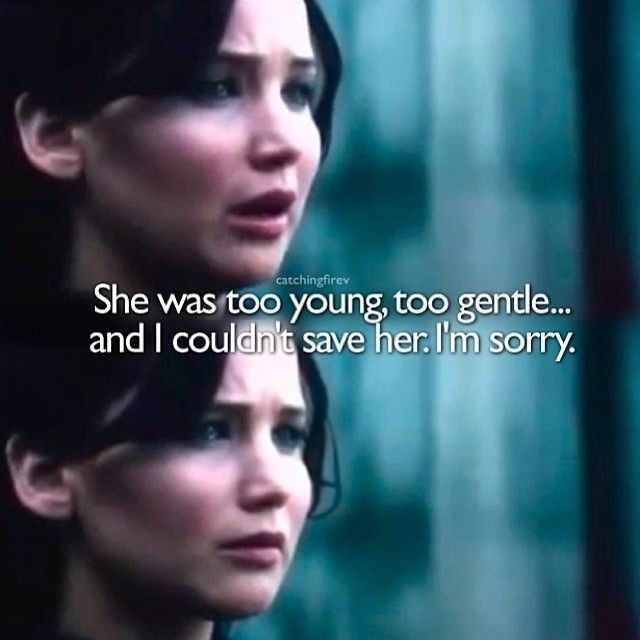 catchingfirev
She was too young, too gentle...
and I couldn't save her. I'm sorry.